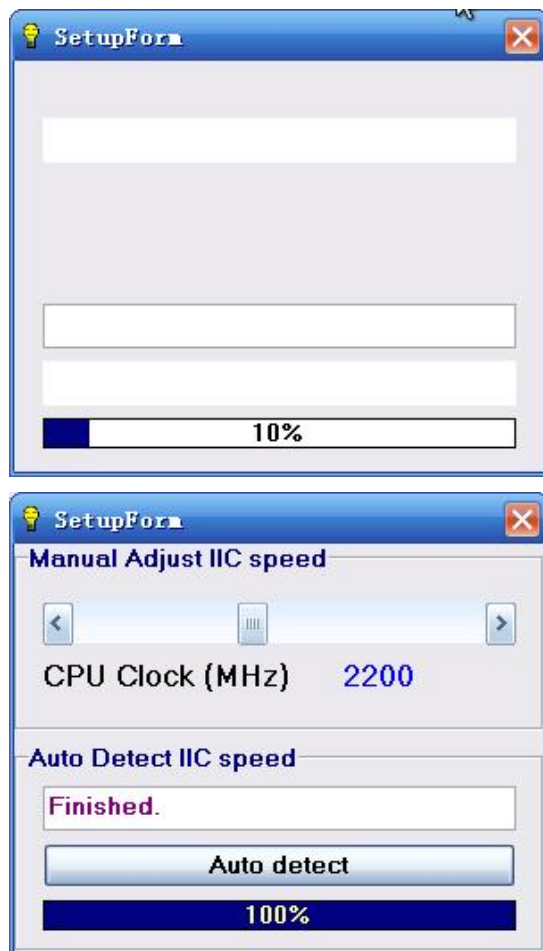 SetupForm
10%
SetupForm
Manual Adjust IIC speed
CPU Clock (MHz) 2200
Auto Detect IIC speed
Finished.
Auto detect
100%